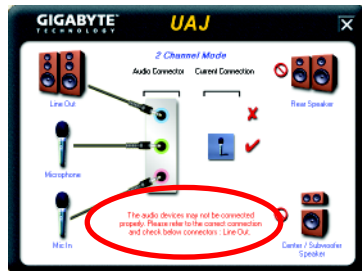 GIGABYTE™
TECHNOLOGY
UAJ
X
2 Channel Mode
Audio Connector
Current Connection
Line Out
Rear Speaker
Microphone
Mic In
The audio devices may not be connected
properly. Please refer to the correct connection
and check below connectors : Line Out.
Center / Subwoofer
Speaker